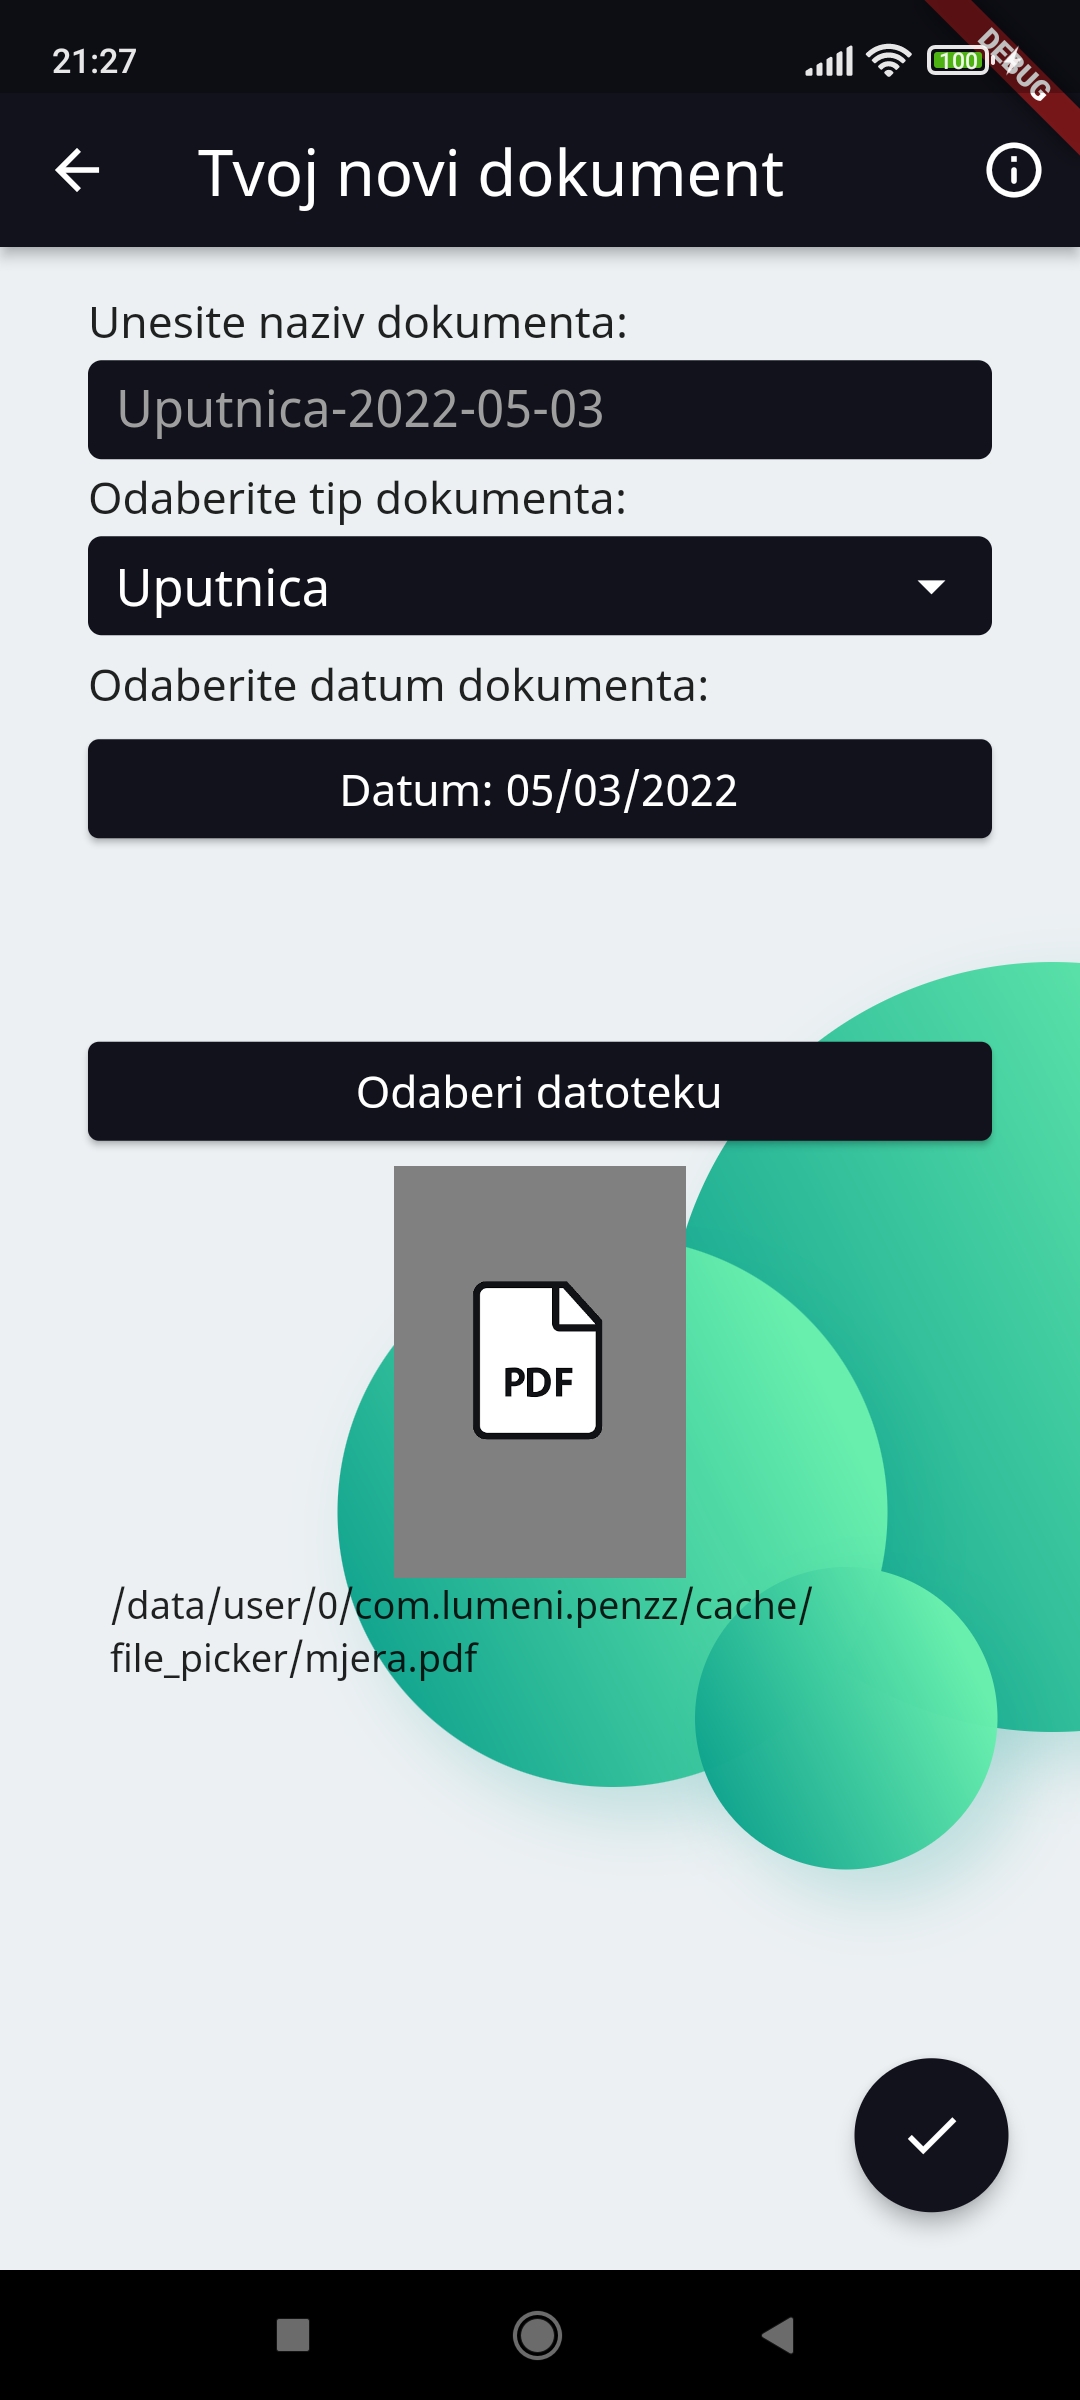 21:27
100
DEBUG
Tvoj novi dokument
Unesite naziv dokumenta:
Uputnica-2022-05-03
Odaberite tip dokumenta:
Uputnica
Odaberite datum dokumenta:
Datum: 05/03/2022
Odaberi datoteku
PDF
/data/user/0/com.lumeni.penzz/cache/
file_picker/mjera.pdf